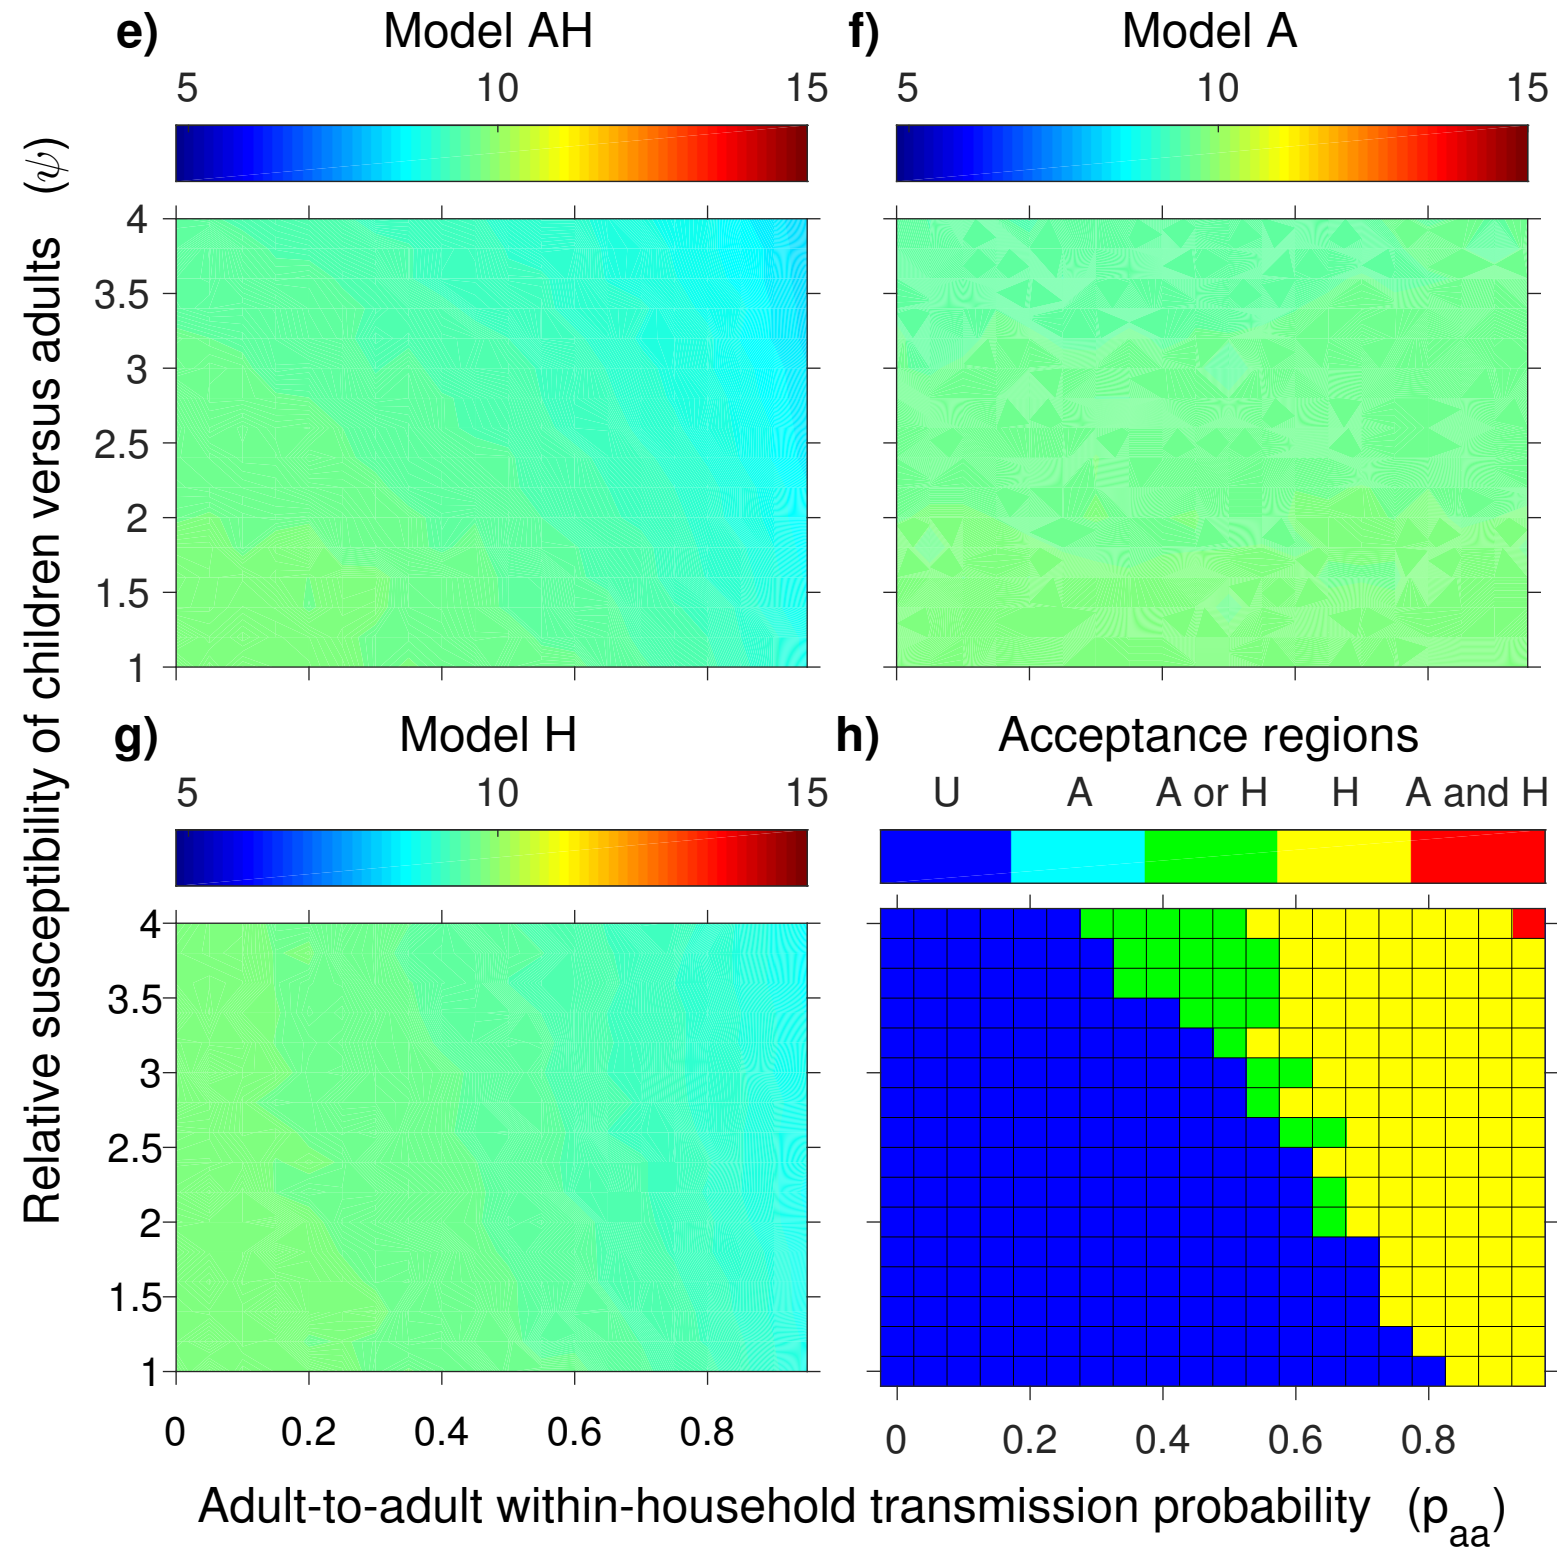 e) Model AH
5 10 15
f) Model A
5 10 15
Relative susceptibility of children versus adults (ψ)
4
3.5
3
2.5
2
1.5
1
g) Model H
5 10 15
h) Acceptance regions
U A A or H H A and H
4
3.5
3
2.5
2
1.5
1
0 0.2 0.4 0.6 0.8
0 0.2 0.4 0.6 0.8
Adult-to-adult within-household transmission probability (p_aa)